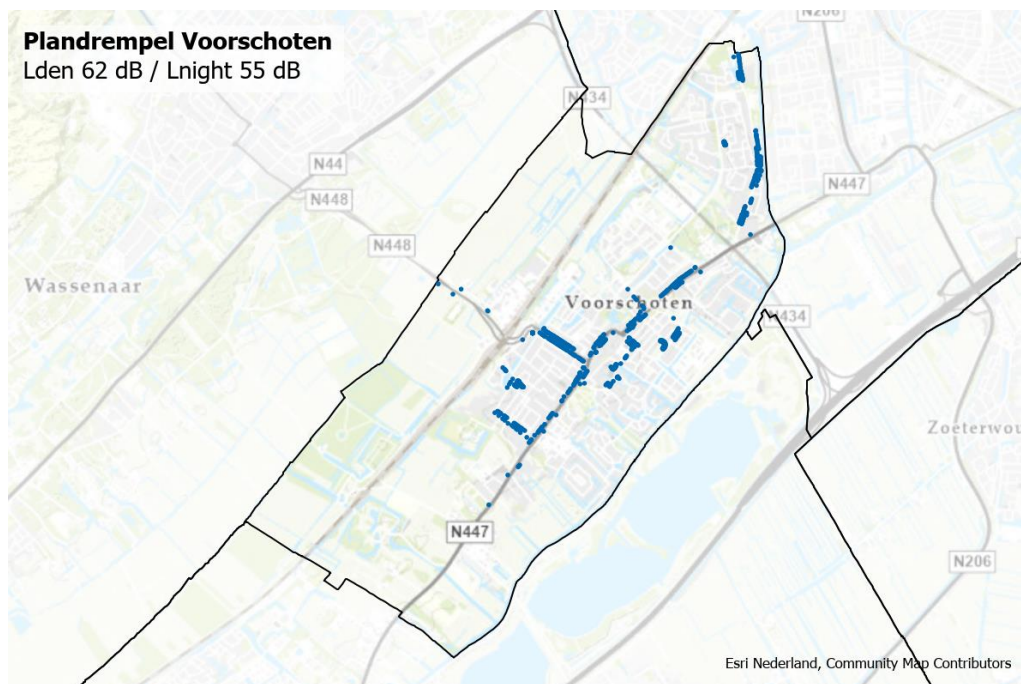 Plandrempel Voorschoten
Lden 62 dB / Lnight 55 dB
N206
N434
N44
N447
N448
N448
Wassenaar
Voorschoten
N434
Zoeterwou
N447
N206
Esri Nederland, Community Map Contributors